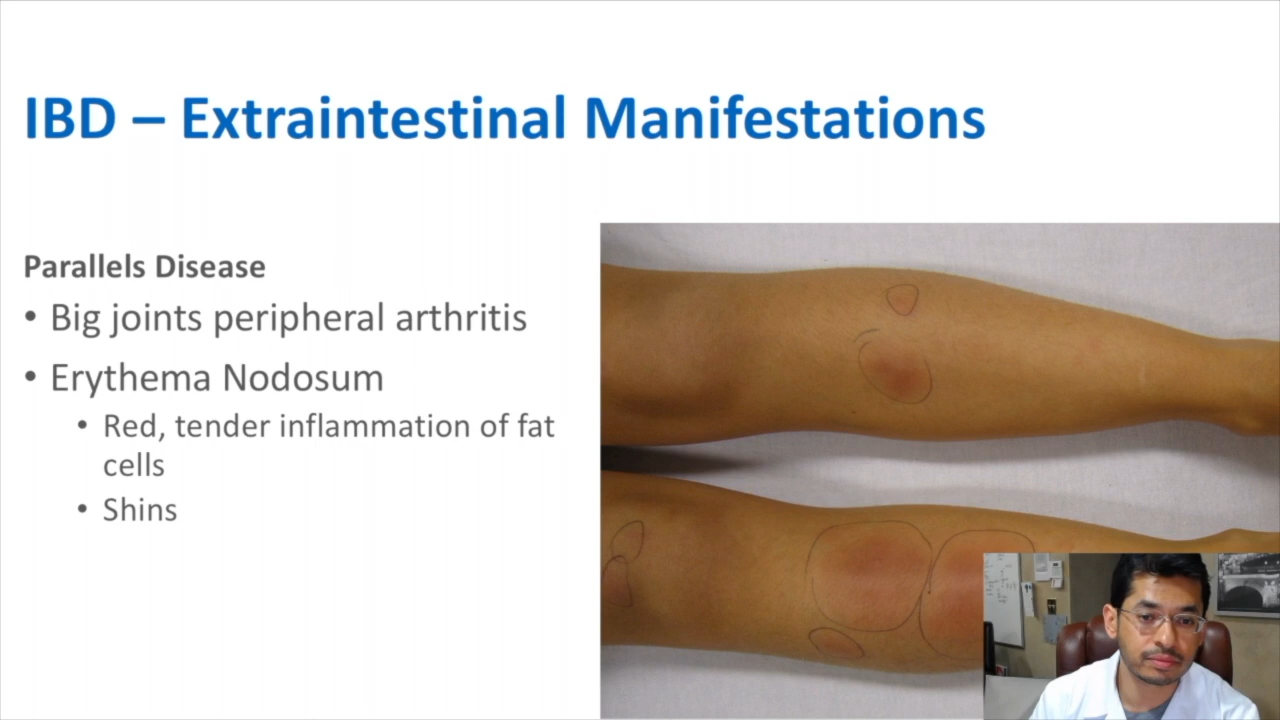 IBD – Extraintestinal Manifestations
Parallels Disease
• Big joints peripheral arthritis
• Erythema Nodosum
• Red, tender inflammation of fat
cells
• Shins